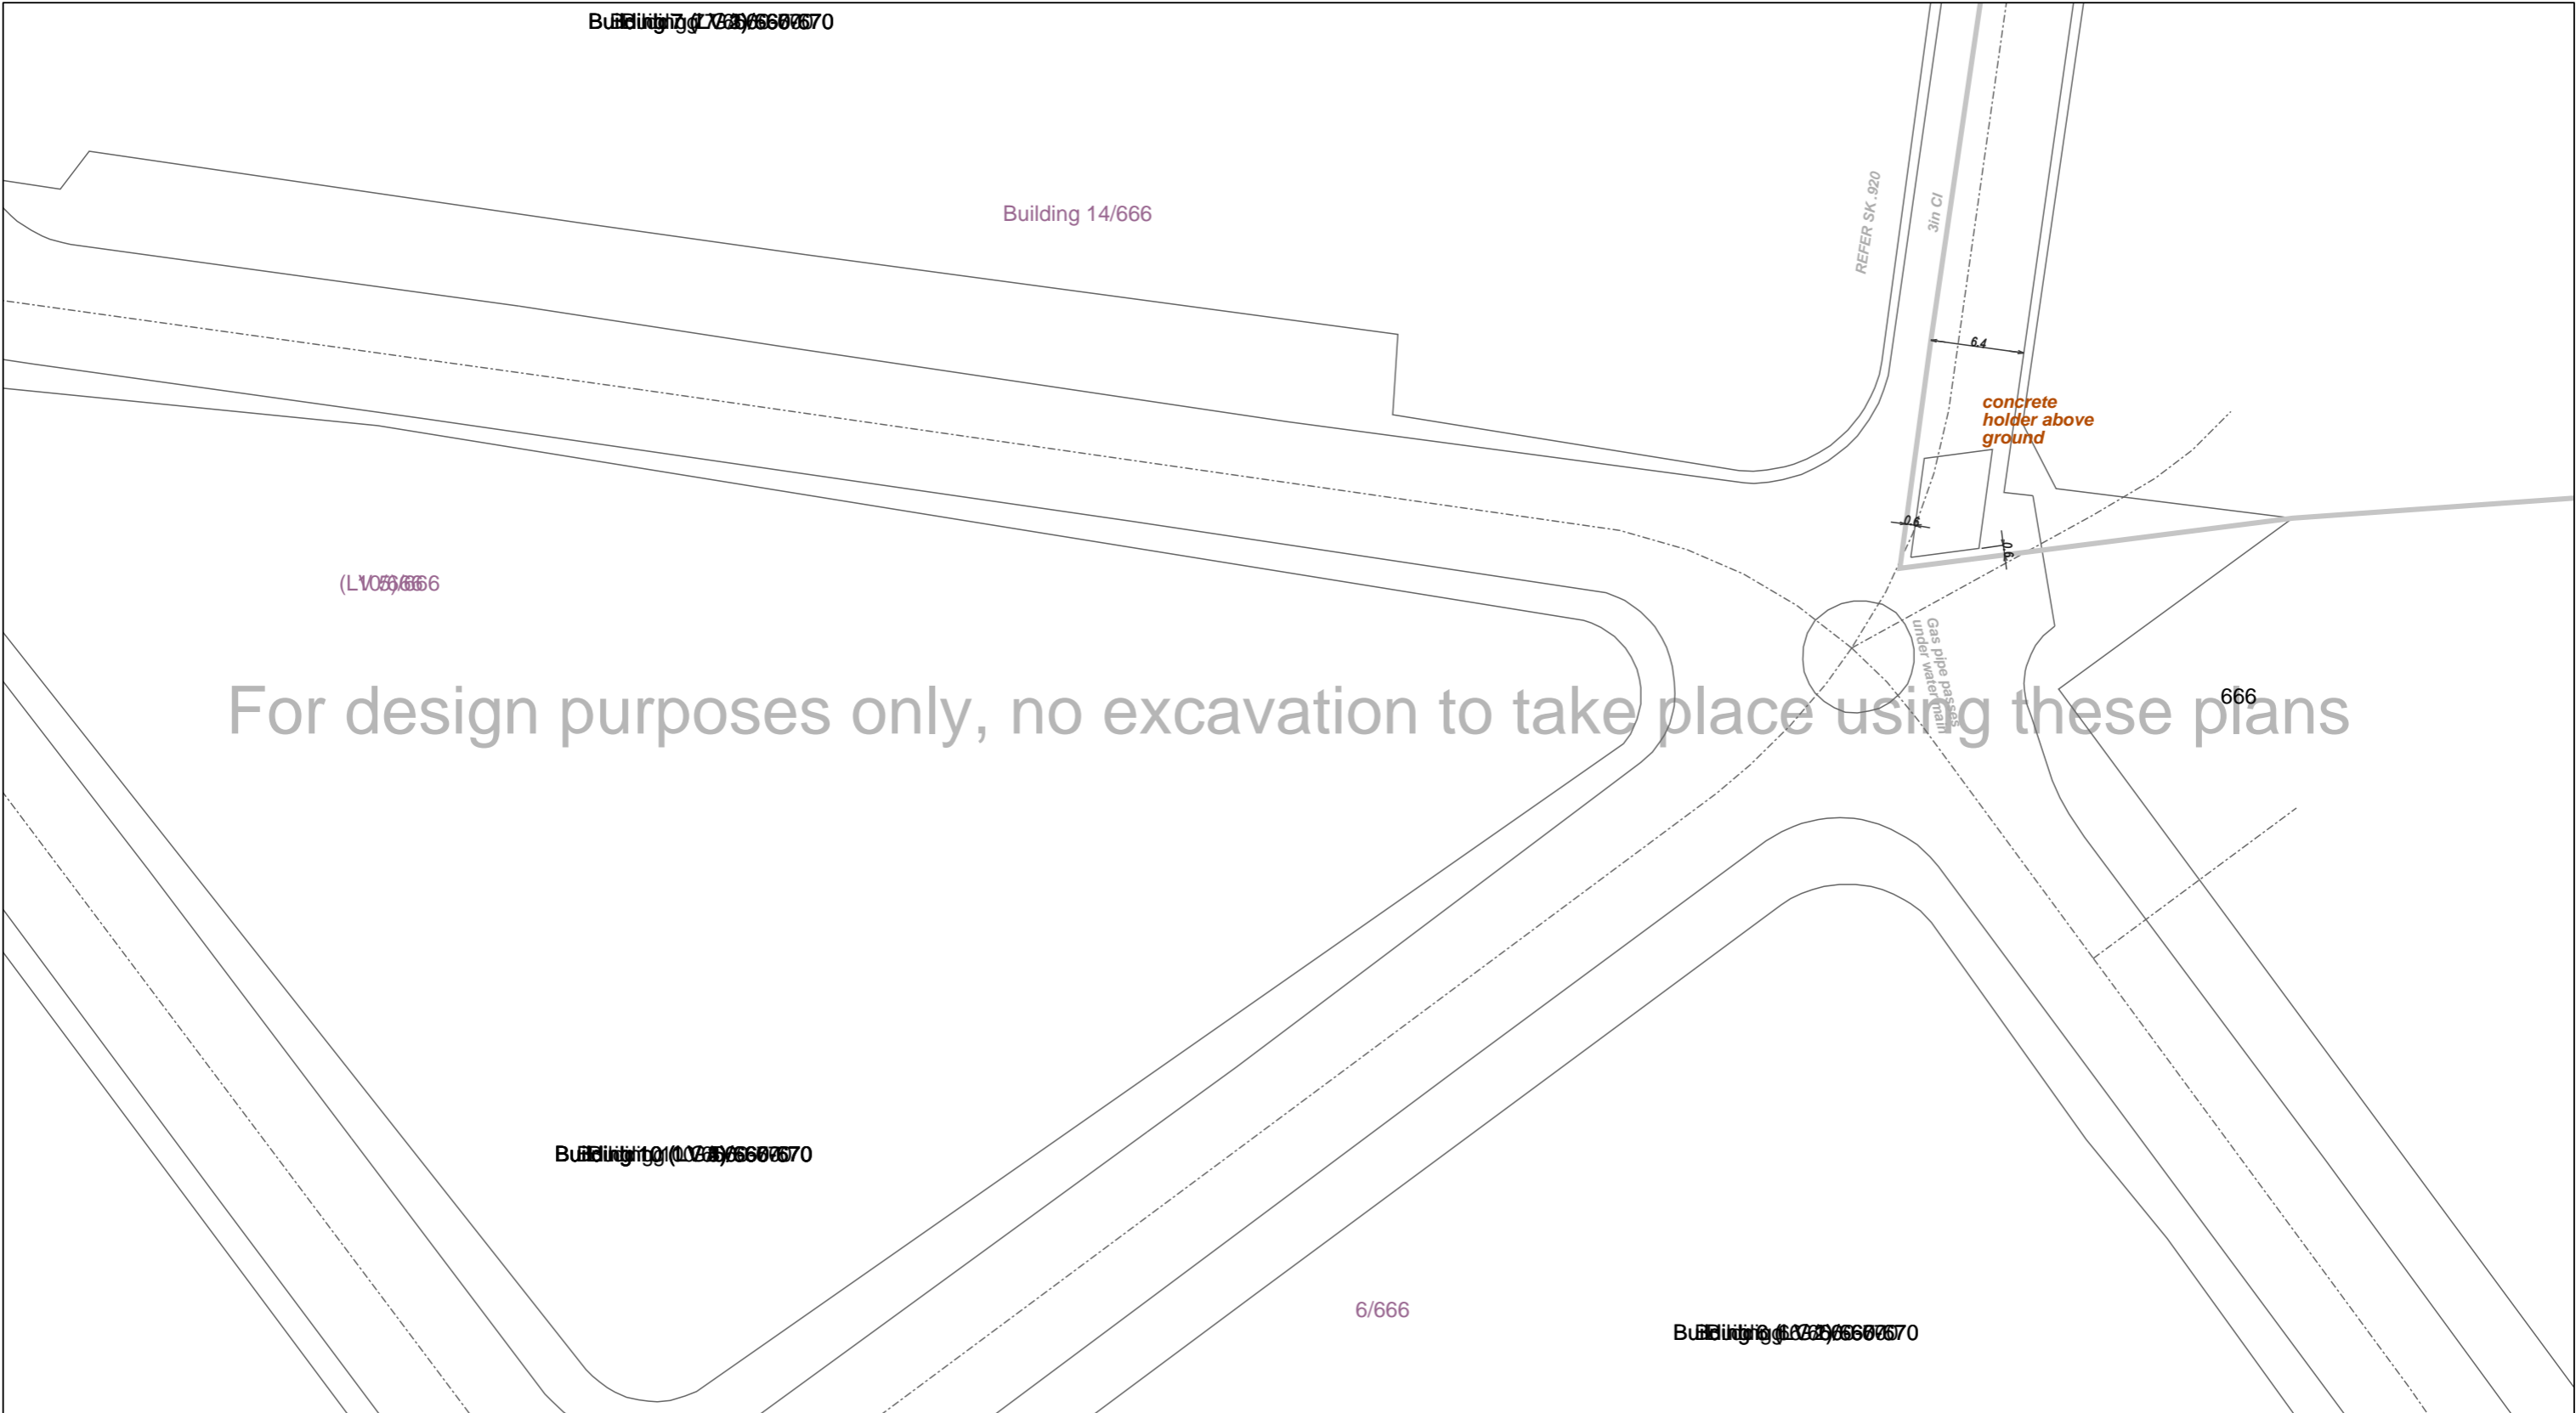 Building 14/666
REFER SK.920
3in CI
6.4
concrete
holder above
ground
0.6
0.6
Gas pipe passes
under water main
666
For design purposes only, no excavation to take place using these plans
6/666